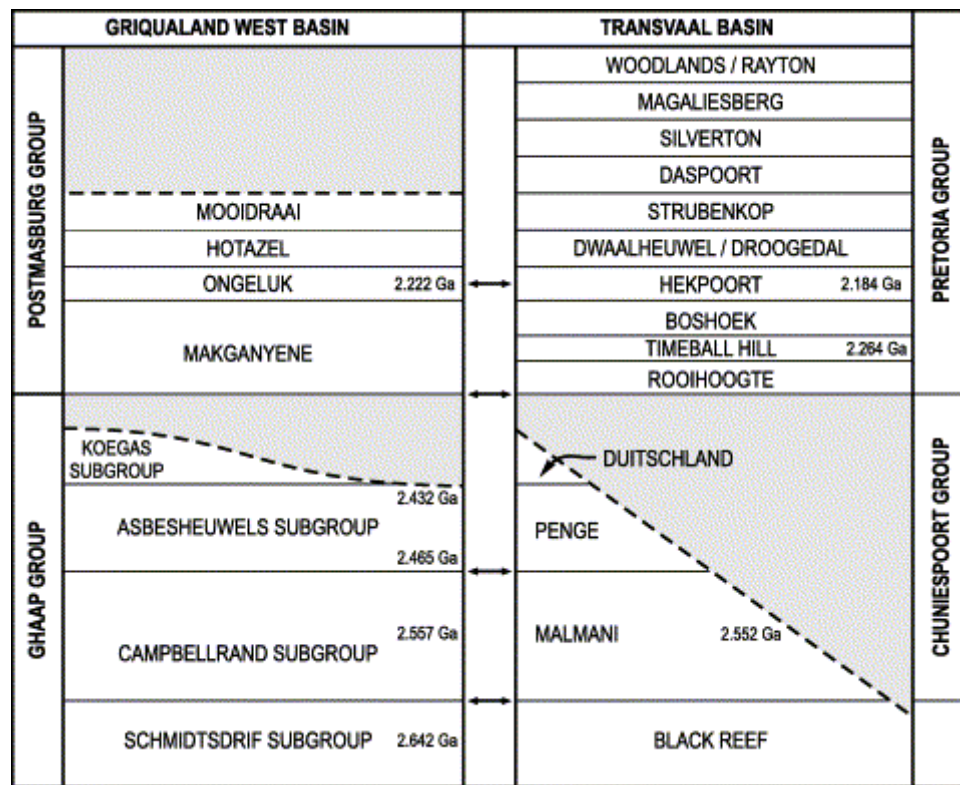 GRIQUALAND WEST BASIN
TRANSVAAL BASIN
POSTMASBURG GROUP
MOOIDRAAI
HOTAZEL
ONGELUK 2.222 Ga
MAKGANYENE
WOODLANDS / RAYTON
MAGALIESBERG
SILVERTON
DASPOORT
STRUBENKOP
DWAALHEUWEL / DROOGEDAL
HEKPOORT 2.184 Ga
BOSHOEK
TIMEBALL HILL 2.264 Ga
ROOIHOOGTE
PRETORIA GROUP
GHAAP GROUP
KOEGAS
SUBGROUP
2.432 Ga
ASBESHEUWELS SUBGROUP
2.465 Ga
2.557 Ga
CAMPBELLRAND SUBGROUP
SCHMIDTSDRIF SUBGROUP 2.642 Ga
DUITSCHLAND
PENGE
MALMANI 2.552 Ga
BLACK REEF
CHUNIESPOORT GROUP